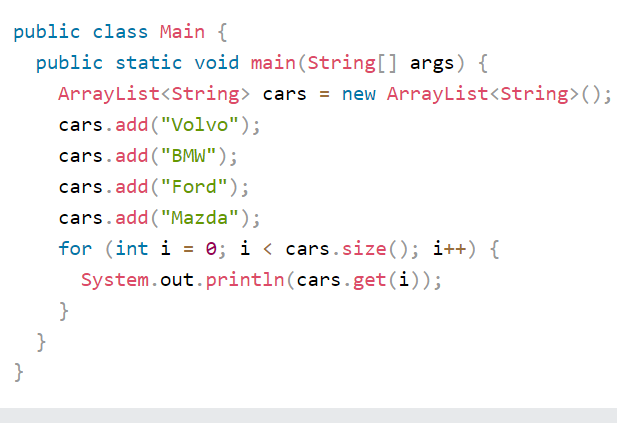 public class Main {
  public static void main(String[] args) {
    ArrayList<String> cars = new ArrayList<String>();
    cars.add("Volvo");
    cars.add("BMW");
    cars.add("Ford");
    cars.add("Mazda");
    for (int i = 0; i < cars.size(); i++) {
      System.out.println(cars.get(i));
    }
  }
}